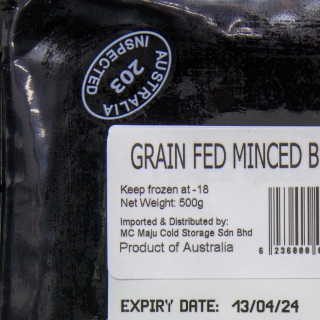 AUSTRALIA
203
INSPECTED
GRAIN FED MINCED B
Keep frozen at -18
Net Weight: 500g
Imported & Distributed by:
MC Maju Cold Storage Sdn Bhd
Product of Australia
6 236000
EXPIRY DATE: 13/04/24